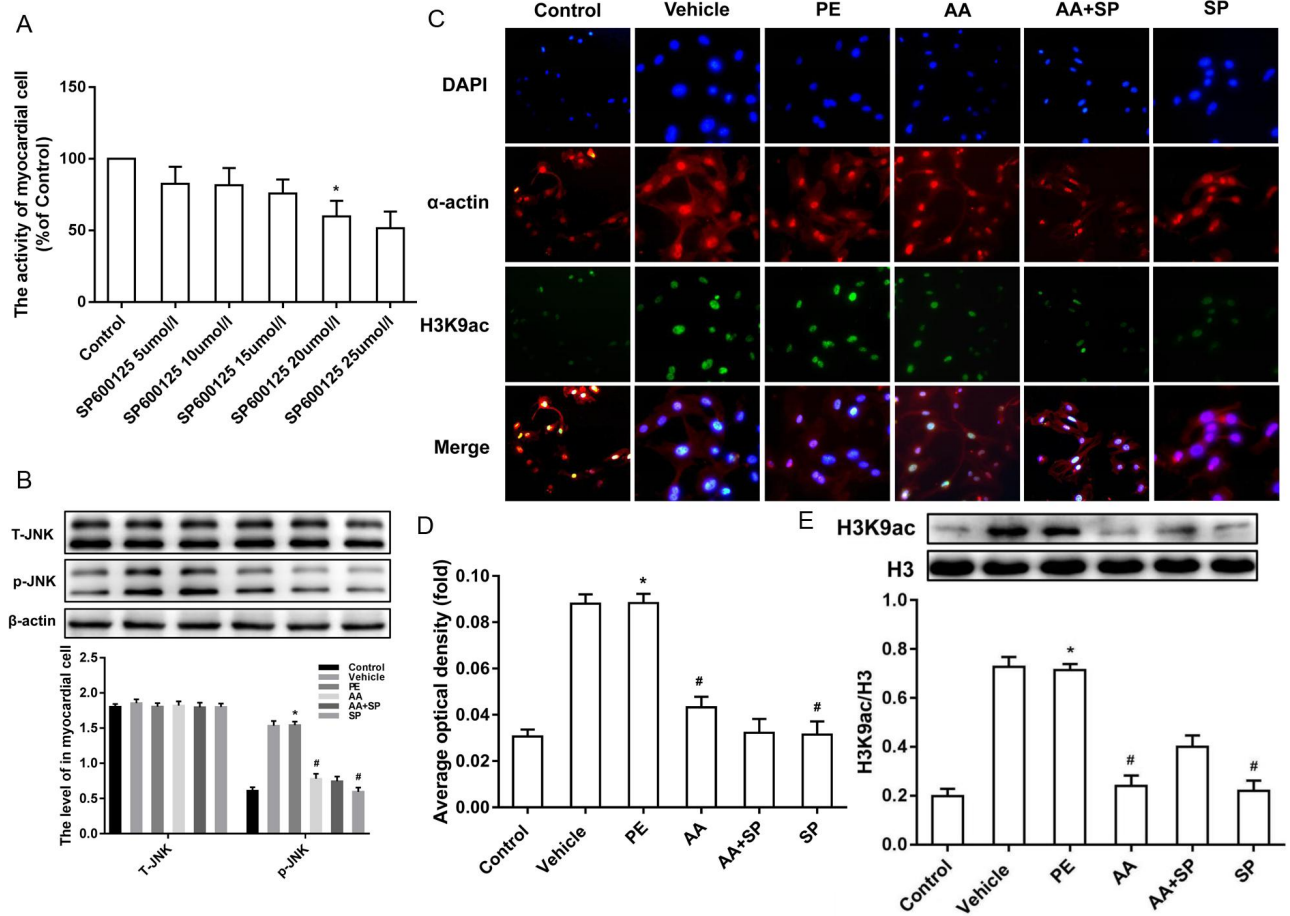 A
The activity of myocardial cell
(%of Control)
150
100
50
0
*
Control
SP600125 5umol/l
SP600125 10umol/l
SP600125 15umol/l
SP600125 20umol/l
SP600125 25umol/l
C
Control Vehicle PE AA AA+SP SP
DAPI
α-actin
H3K9ac
Merge
B
T-JNK
p-JNK
β-actin
The level of in myocardial cell
2.5
2.0
1.5
1.0
0.5
0.0
* # #
Control
Vehicle
PE
AA
AA+SP
SP
T-JNK
p-JNK
D
Average optical density (fold)
0.10
0.08
0.06
0.04
0.02
0.00
* # #
Control
Vehicle
PE
AA
AA+SP
SP
E
H3K9ac
H3
H3K9ac/H3
1.0
0.8
0.6
0.4
0.2
0.0
* # #
Control
Vehicle
PE
AA
AA+SP
SP